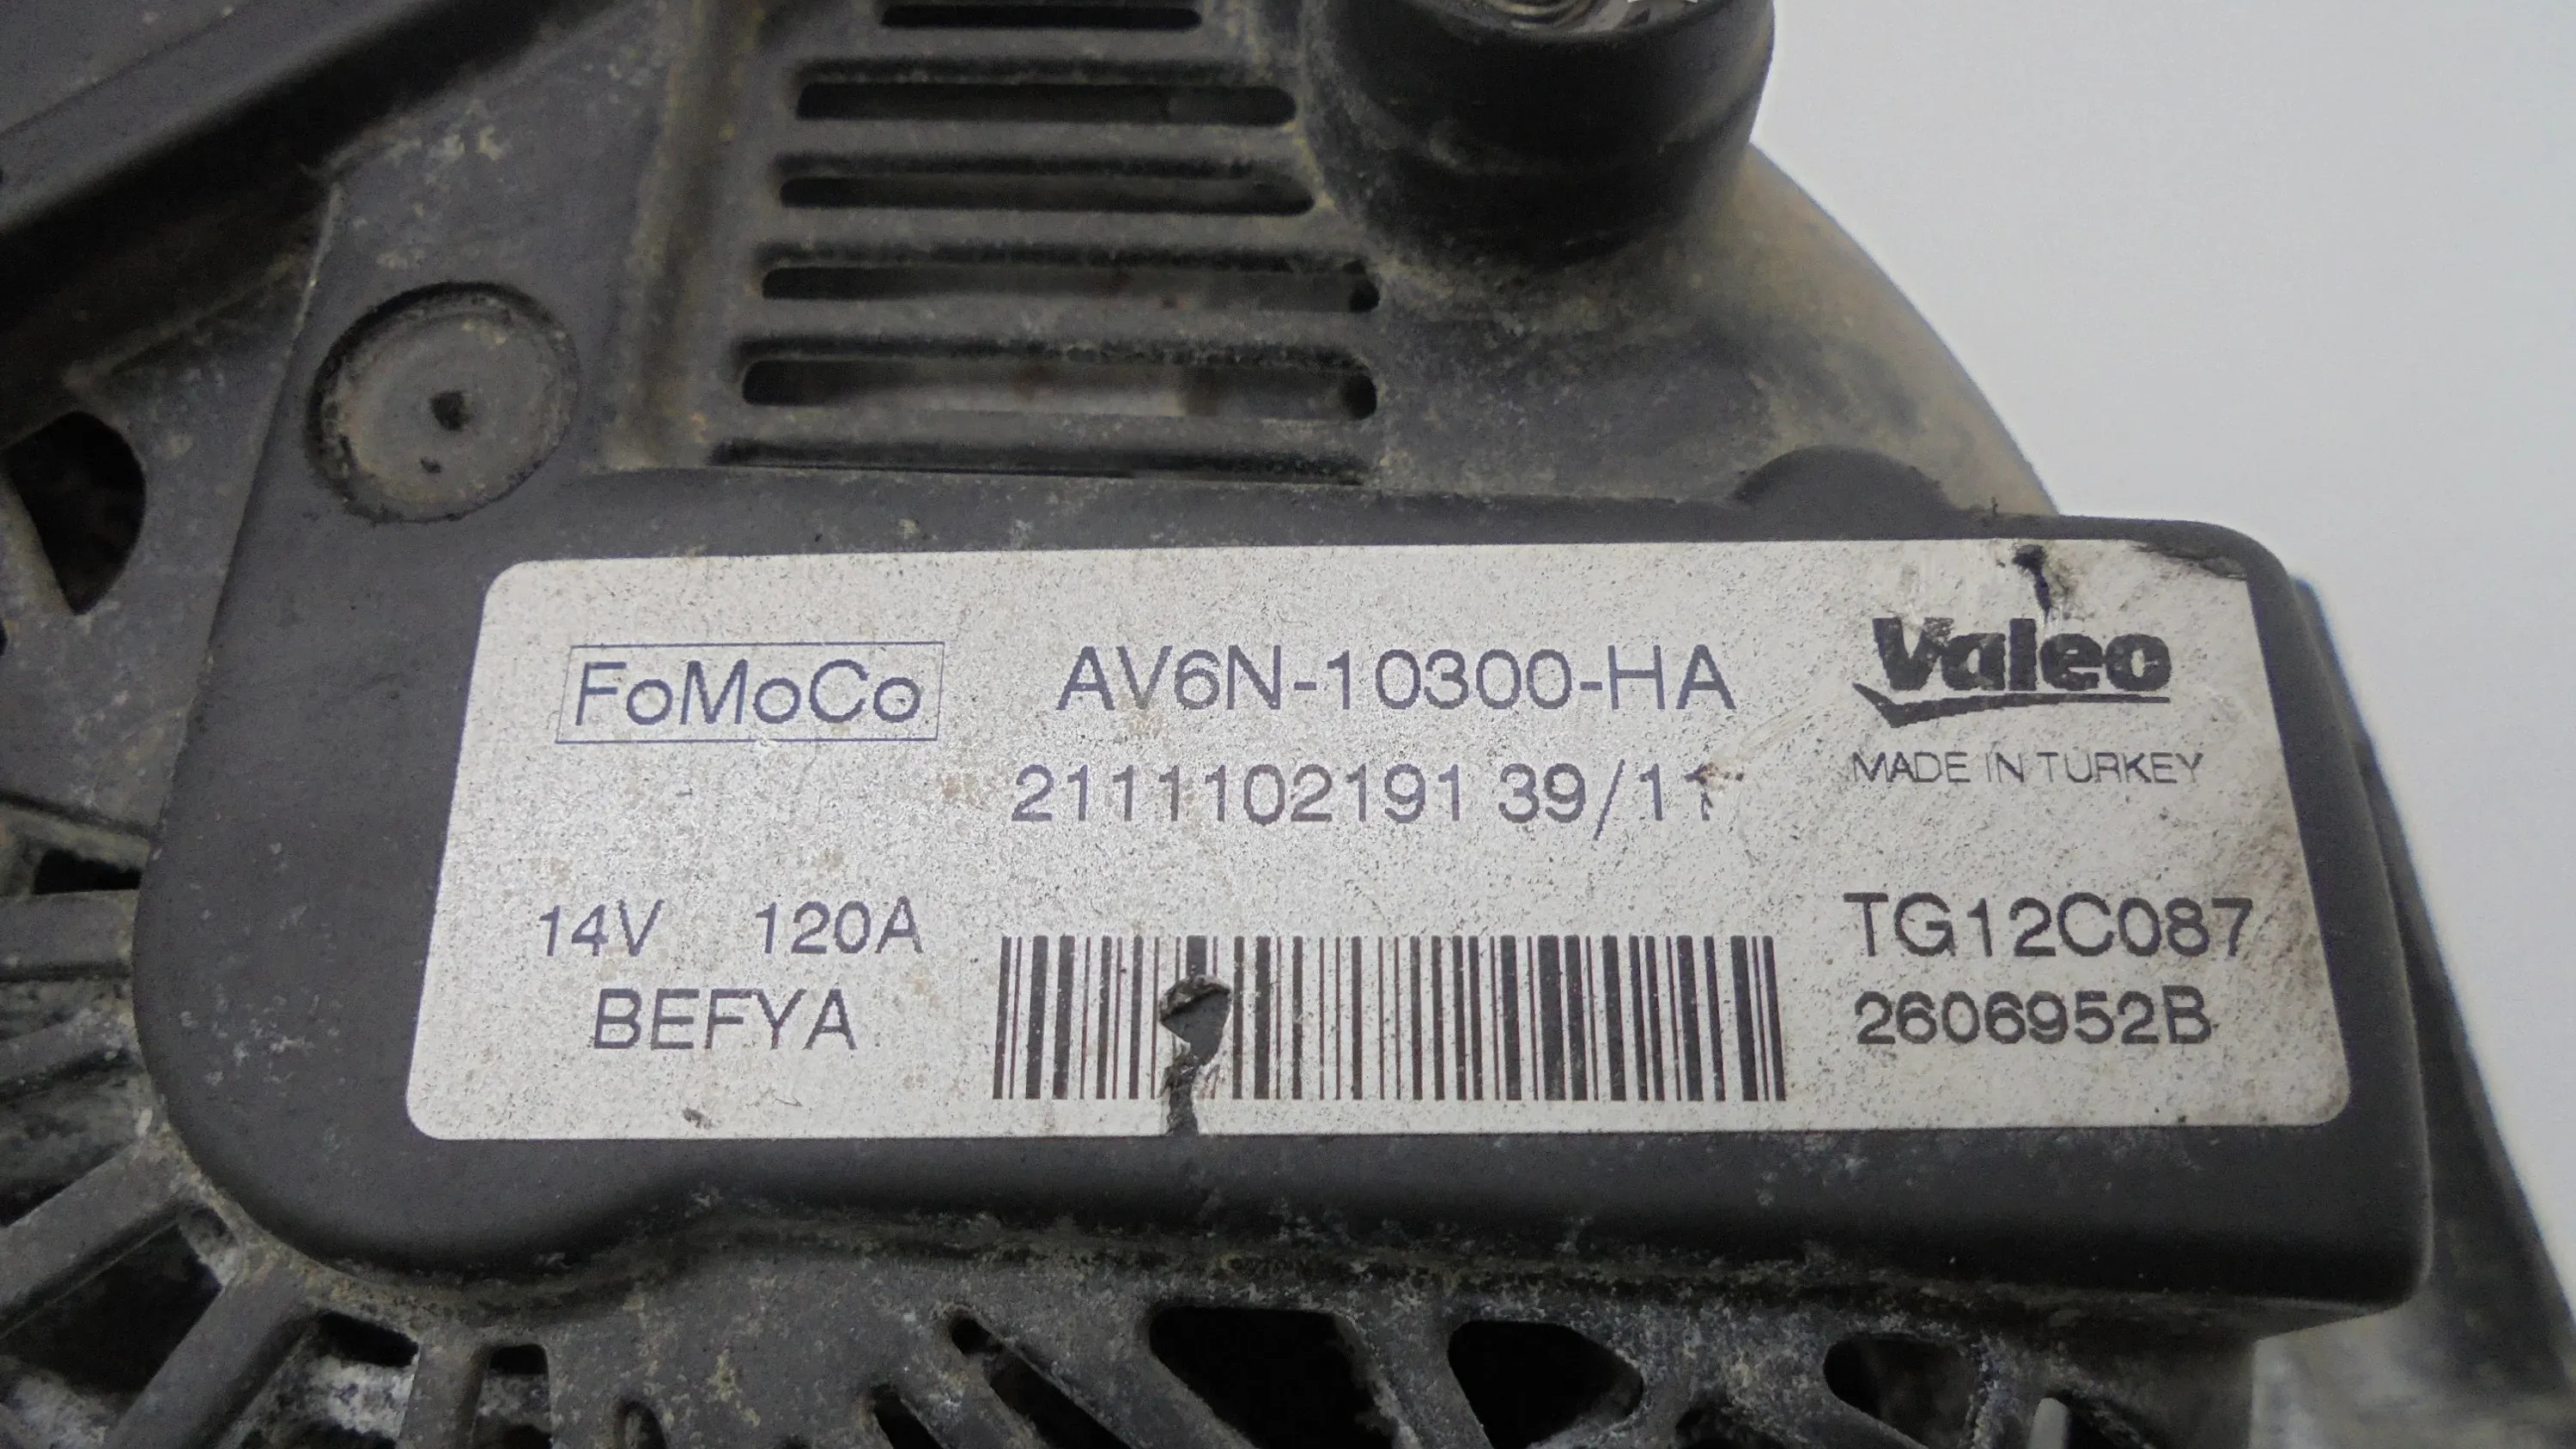 FoMoCo AV6N-10300-HA Valeo
2111102191 39/11 MADE IN TURKEY
14V 120A TG12C087
BEFYA 2606952B